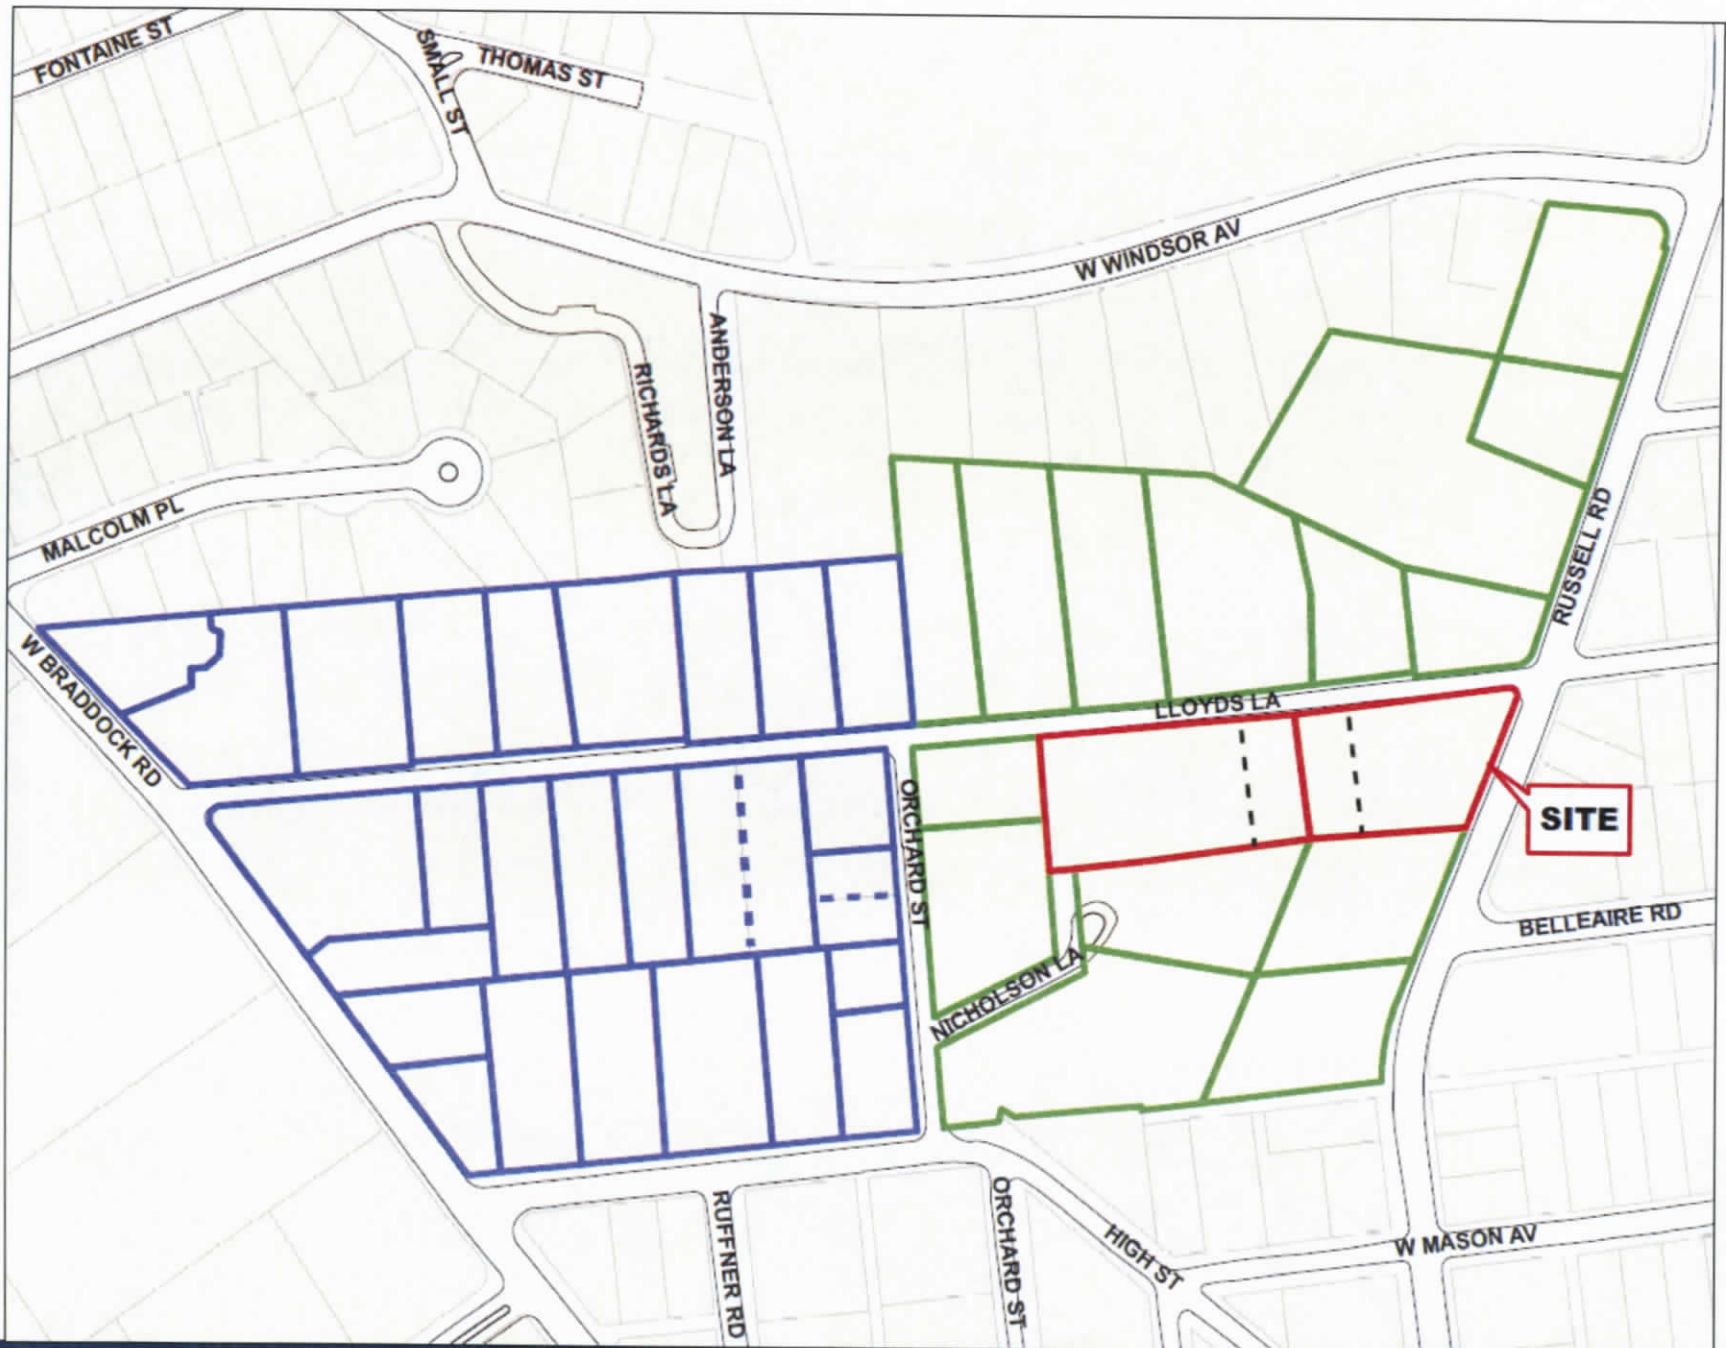 FONTAINE ST
SMALL ST
THOMAS ST
W WINDSOR AV
ANDERSON LA
RICHARDS LA
MALCOLM PL
RUSSELL RD
W BRADDOCK RD
LLOYDS LA
ORCHARD ST
SITE
BELLEAIRE RD
NICHOLSON LA
RUFFNER RD
ORCHARD ST
HIGH ST
W MASON AV